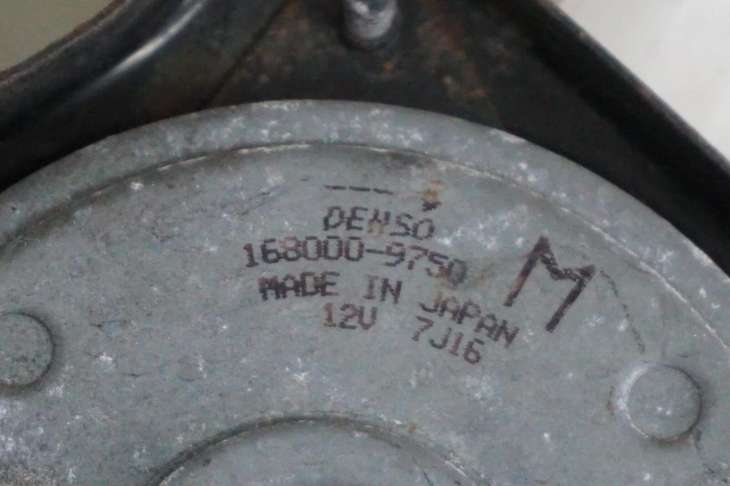 DENSO
168000-9750
M
MADE IN JAPAN
12V 7J16